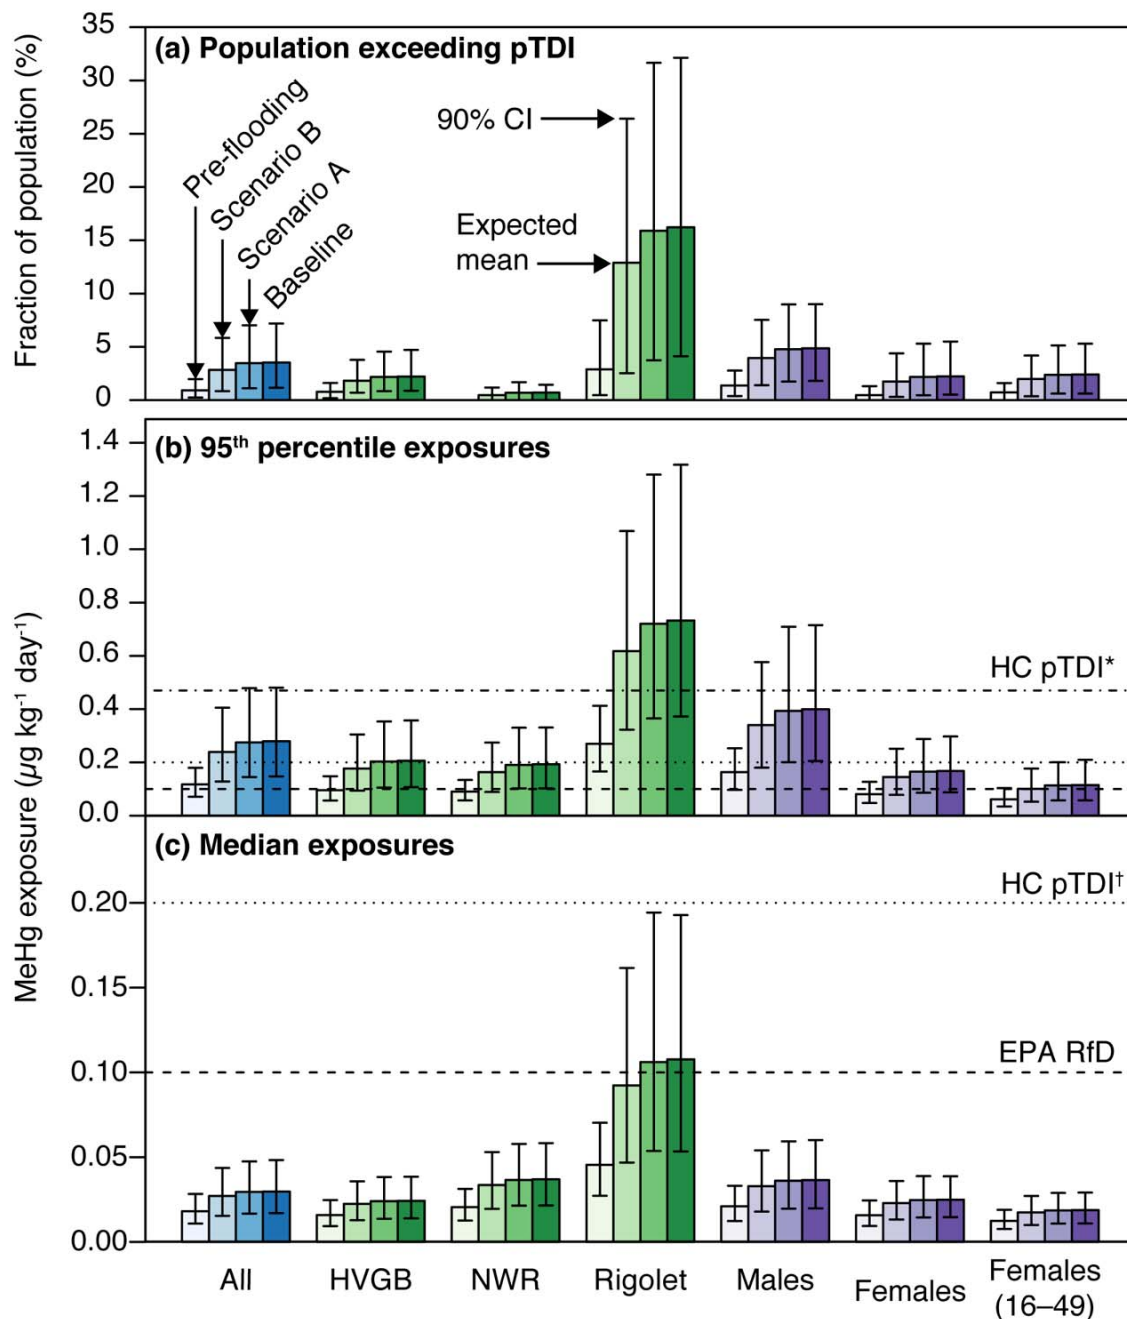 Fraction of population (%)
35
30
25
20
15
10
5
0
(a) Population exceeding pTDI
Pre-flooding
Scenario B
Scenario A
Baseline
90% CI
Expected
mean
MeHg exposure (µg kg⁻¹ day⁻¹)
1.4
1.2
1.0
0.8
0.6
0.4
0.2
0.0
(b) 95th percentile exposures
HC pTDI*
(c) Median exposures
0.20
0.15
0.10
0.05
0.00
HC pTDI†
EPA RfD
All
HVGB
NWR
Rigolet
Males
Females
Females
(16–49)